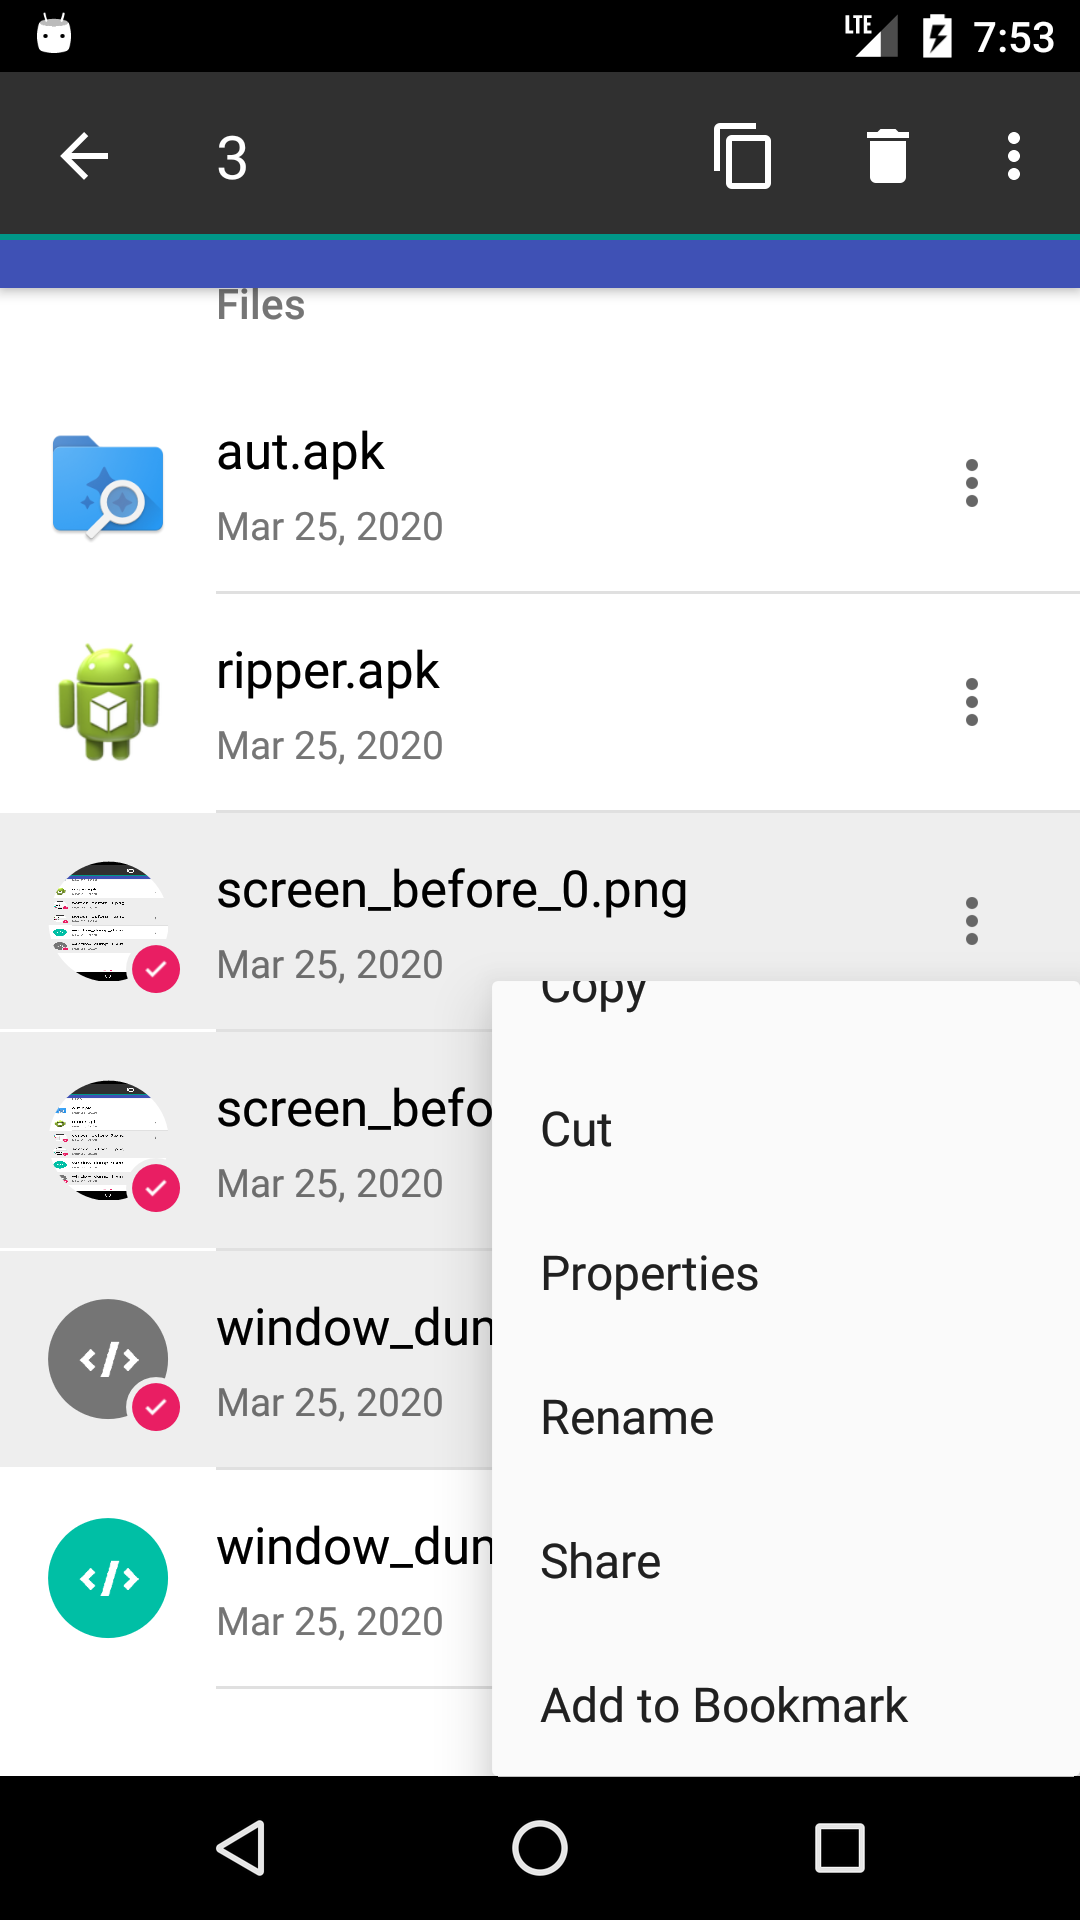 LTE 7:53
3
Files
aut.apk
Mar 25, 2020
ripper.apk
Mar 25, 2020
screen_before_0.png
Mar 25, 2020
Copy
screen_befo
Cut
Mar 25, 2020
Properties
window_dun
Mar 25, 2020
Rename
window_dun
Share
Mar 25, 2020
Add to Bookmark